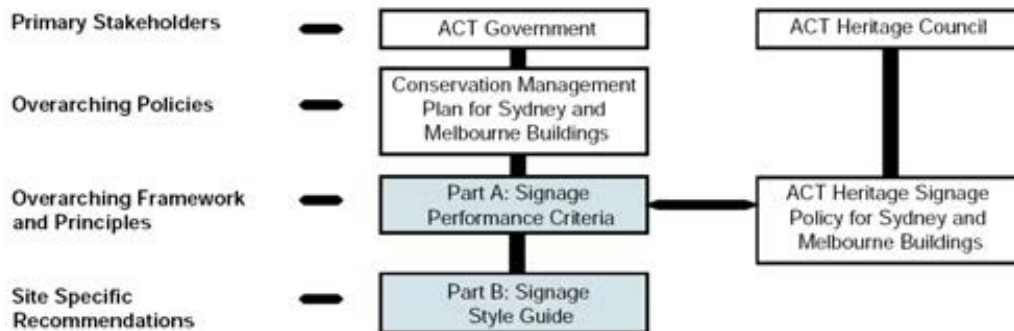 Primary Stakeholders
ACT Government
ACT Heritage Council
Overarching Policies
Conservation Management
Plan for Sydney and
Melbourne Buildings
Overarching Framework
and Principles
Part A: Signage
Performance Criteria
ACT Heritage Signage
Policy for Sydney and
Melbourne Buildings
Site Specific
Recommendations
Part B: Signage
Style Guide